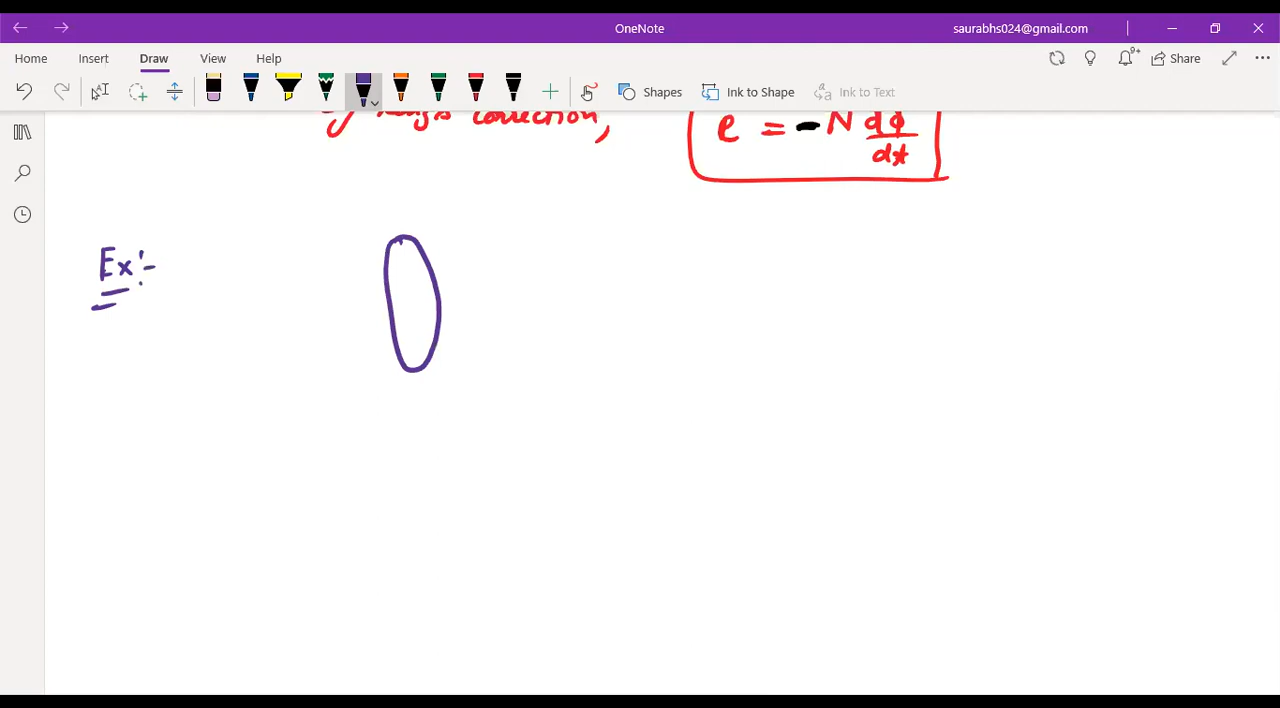 OneNote
saurabhs024@gmail.com
Home Insert Draw View Help
Share
Shapes
Ink to Shape
Ink to Text
correction,
e = - N dφ/dt
Ex:-